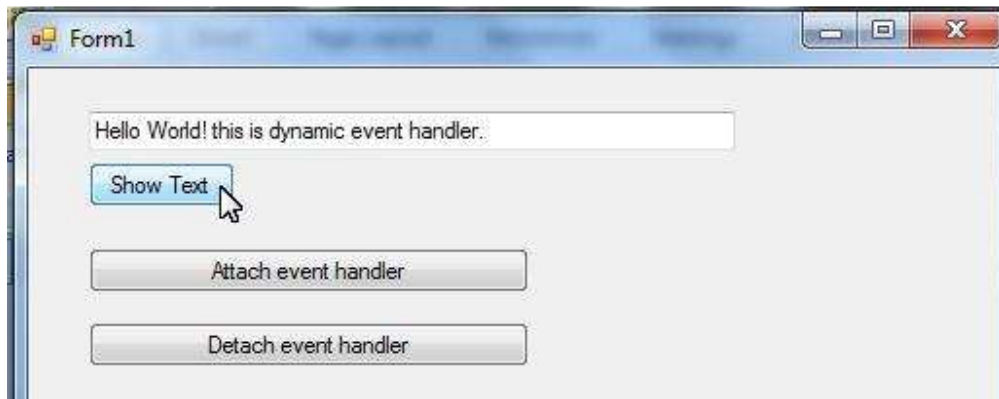 Form1
Hello World! this is dynamic event handler.
Show Text
Attach event handler
Detach event handler